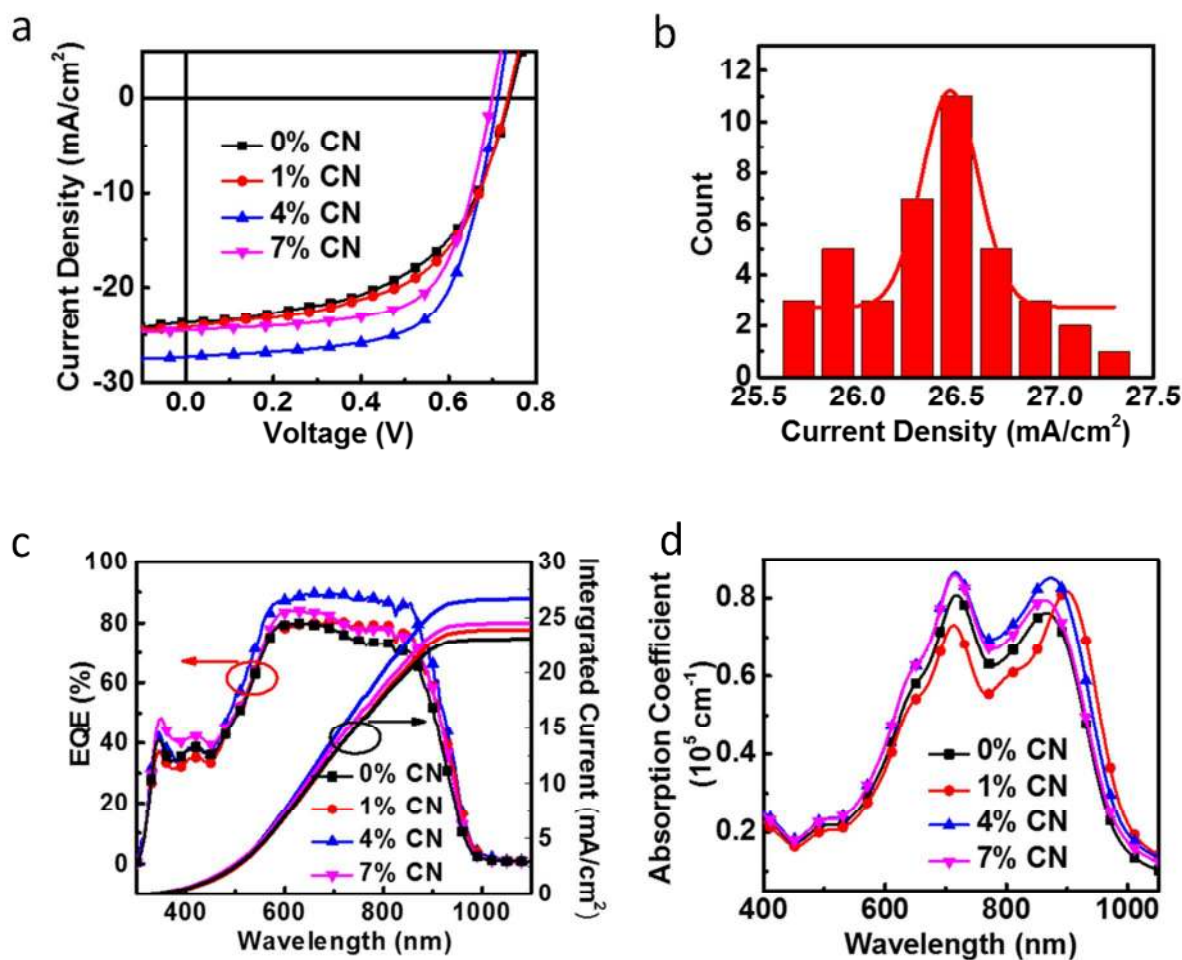 a
Current Density (mA/cm²)
0
-10
-20
-30
0% CN
1% CN
4% CN
7% CN
0.0 0.2 0.4 0.6 0.8
Voltage (V)
b
Count
12
10
8
6
4
2
0
25.5 26.0 26.5 27.0 27.5
Current Density (mA/cm²)
c
EQE (%)
100
80
60
40
20
0
Intergrated Current (mA/cm²)
30
25
20
15
10
5
0
0% CN
1% CN
4% CN
7% CN
400 600 800 1000
Wavelength (nm)
d
Absorption Coefficient
(10⁵ cm⁻¹)
0.8
0.6
0.4
0.2
0% CN
1% CN
4% CN
7% CN
400 600 800 1000
Wavelength (nm)